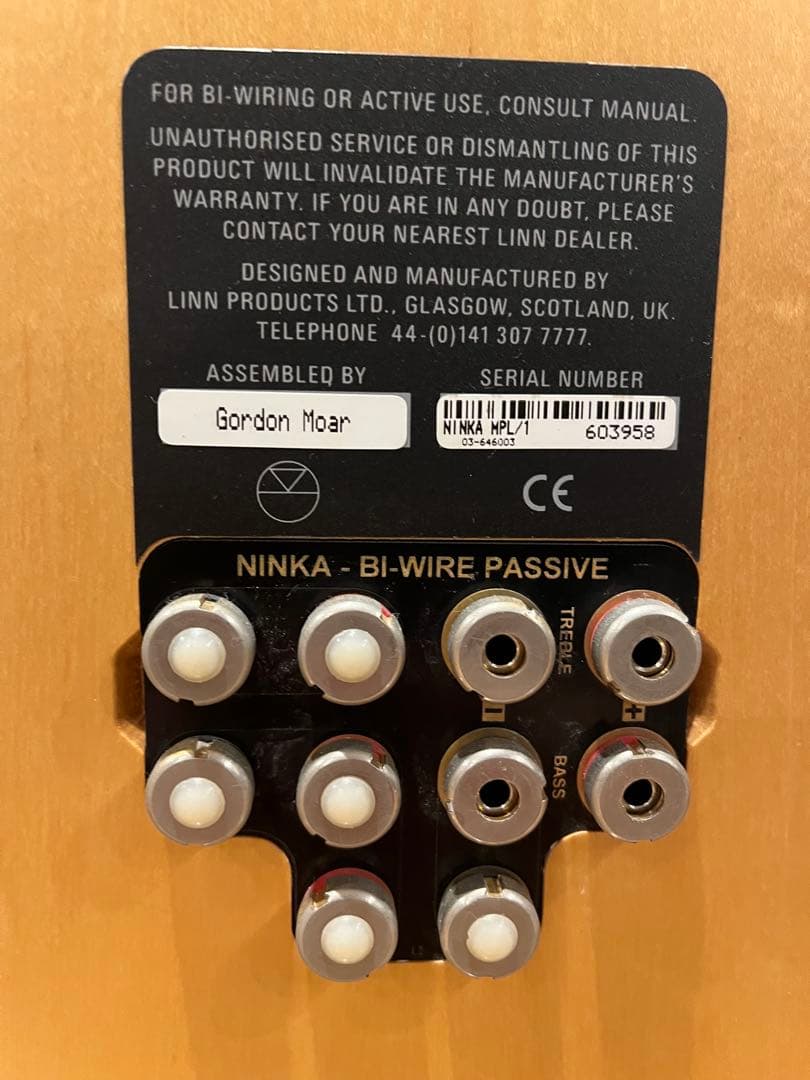 FOR BI-WIRING OR ACTIVE USE, CONSULT MANUAL.
UNAUTHORISED SERVICE OR DISMANTLING OF THIS
PRODUCT WILL INVALIDATE THE MANUFACTURER'S
WARRANTY. IF YOU ARE IN ANY DOUBT, PLEASE
CONTACT YOUR NEAREST LINN DEALER.
DESIGNED AND MANUFACTURED BY
LINN PRODUCTS LTD., GLASGOW, SCOTLAND, UK.
TELEPHONE 44-(0)141 307 7777.
ASSEMBLED BY
Gordon Moar
SERIAL NUMBER
NINKA MPL/1
03-646003
603958
CE
NINKA - BI-WIRE PASSIVE
TREBLE
- +
BASS